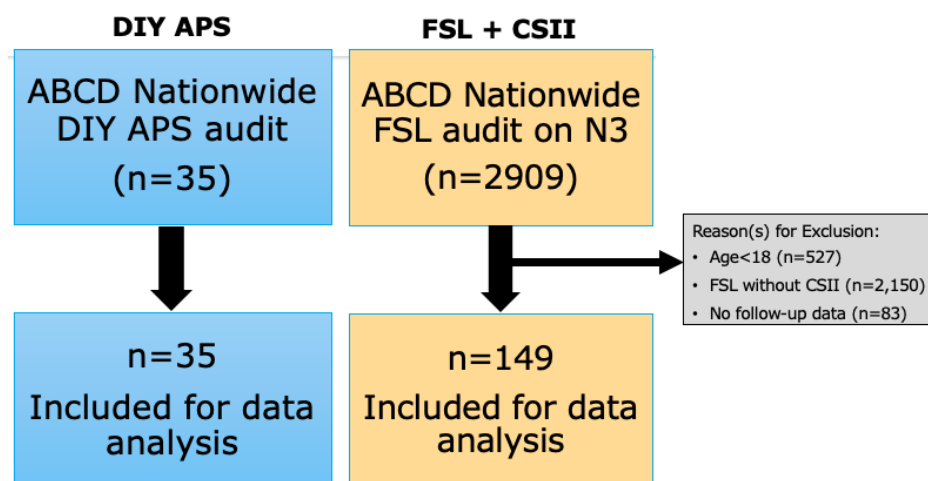 DIY APS
FSL + CSII
ABCD Nationwide
DIY APS audit
(n=35)
ABCD Nationwide
FSL audit on N3
(n=2909)
Reason(s) for Exclusion:
• Age<18 (n=527)
• FSL without CSII (n=2,150)
• No follow-up data (n=83)
n=35
Included for data
analysis
n=149
Included for data
analysis